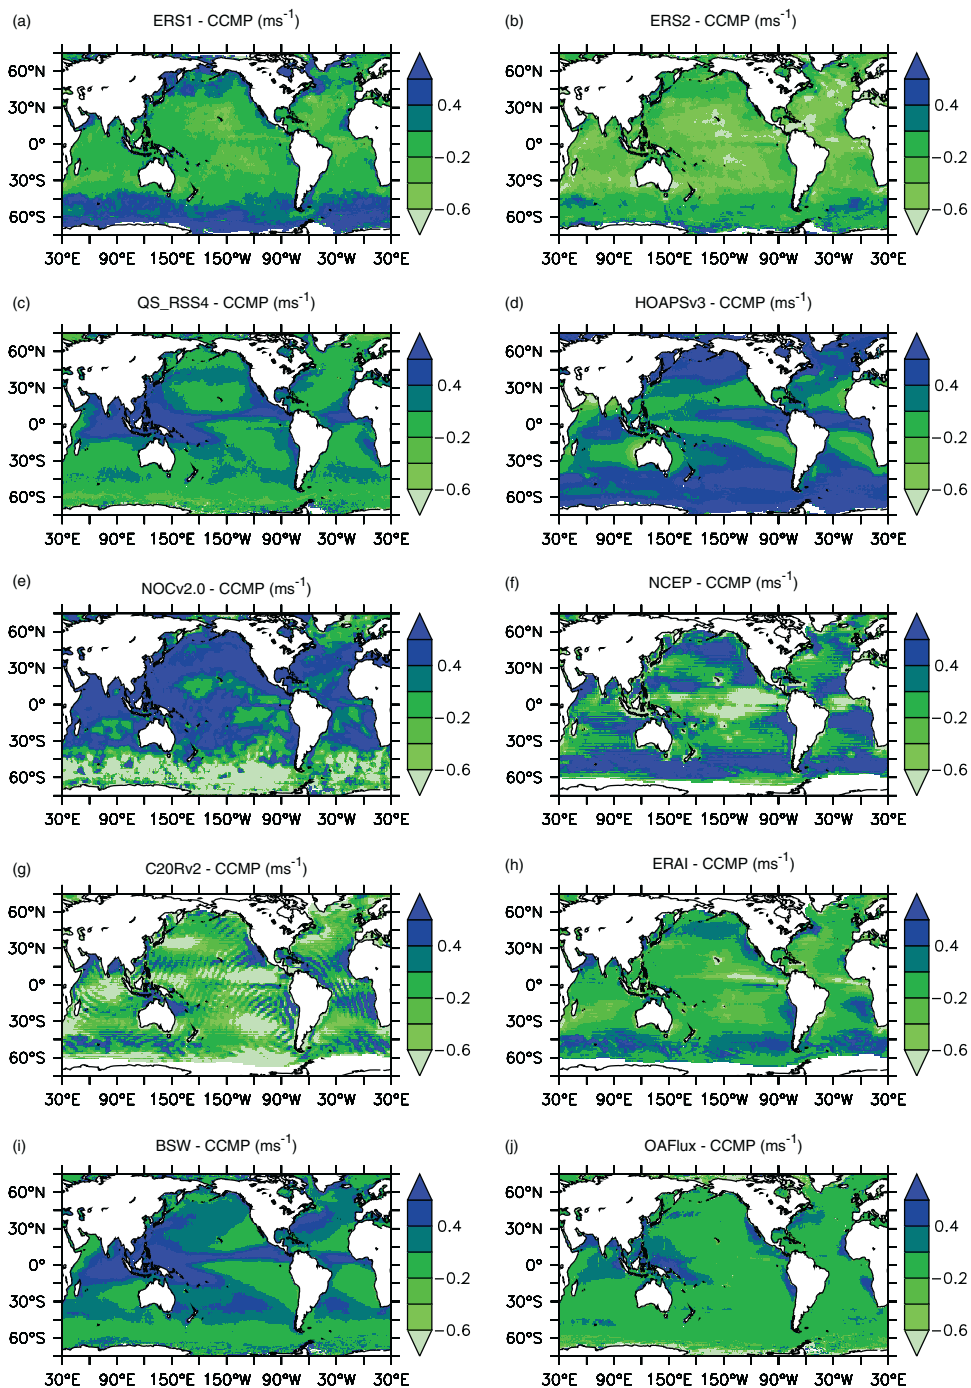 (a) ERS1 - CCMP (ms-1)
60°N
30°N
0°
30°S
60°S
0.4
−0.2
−0.6
30°E 90°E 150°E 150°W 90°W 30°W 30°E
(b) ERS2 - CCMP (ms-1)
60°N
30°N
0°
30°S
60°S
0.4
−0.2
−0.6
30°E 90°E 150°E 150°W 90°W 30°W 30°E
(c) QS_RSS4 - CCMP (ms-1)
60°N
30°N
0°
30°S
60°S
0.4
−0.2
−0.6
30°E 90°E 150°E 150°W 90°W 30°W 30°E
(d) HOAPSv3 - CCMP (ms-1)
60°N
30°N
0°
30°S
60°S
0.4
−0.2
−0.6
30°E 90°E 150°E 150°W 90°W 30°W 30°E
(e) NOCv2.0 - CCMP (ms-1)
60°N
30°N
0°
30°S
60°S
0.4
−0.2
−0.6
30°E 90°E 150°E 150°W 90°W 30°W 30°E
(f) NCEP - CCMP (ms-1)
60°N
30°N
0°
30°S
60°S
0.4
−0.2
−0.6
30°E 90°E 150°E 150°W 90°W 30°W 30°E
(g) C20Rv2 - CCMP (ms-1)
60°N
30°N
0°
30°S
60°S
0.4
−0.2
−0.6
30°E 90°E 150°E 150°W 90°W 30°W 30°E
(h) ERAI - CCMP (ms-1)
60°N
30°N
0°
30°S
60°S
0.4
−0.2
−0.6
30°E 90°E 150°E 150°W 90°W 30°W 30°E
(i) BSW - CCMP (ms-1)
60°N
30°N
0°
30°S
60°S
0.4
−0.2
−0.6
30°E 90°E 150°E 150°W 90°W 30°W 30°E
(j) OAFlux - CCMP (ms-1)
60°N
30°N
0°
30°S
60°S
0.4
−0.2
−0.6
30°E 90°E 150°E 150°W 90°W 30°W 30°E